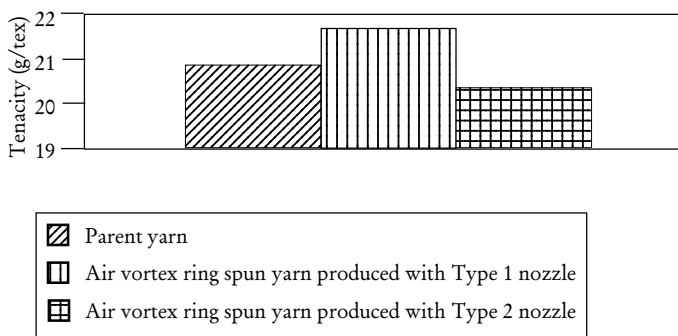 22
21
20
19
Tenacity (g/tex)
Parent yarn
Air vortex ring spun yarn produced with Type 1 nozzle
Air vortex ring spun yarn produced with Type 2 nozzle